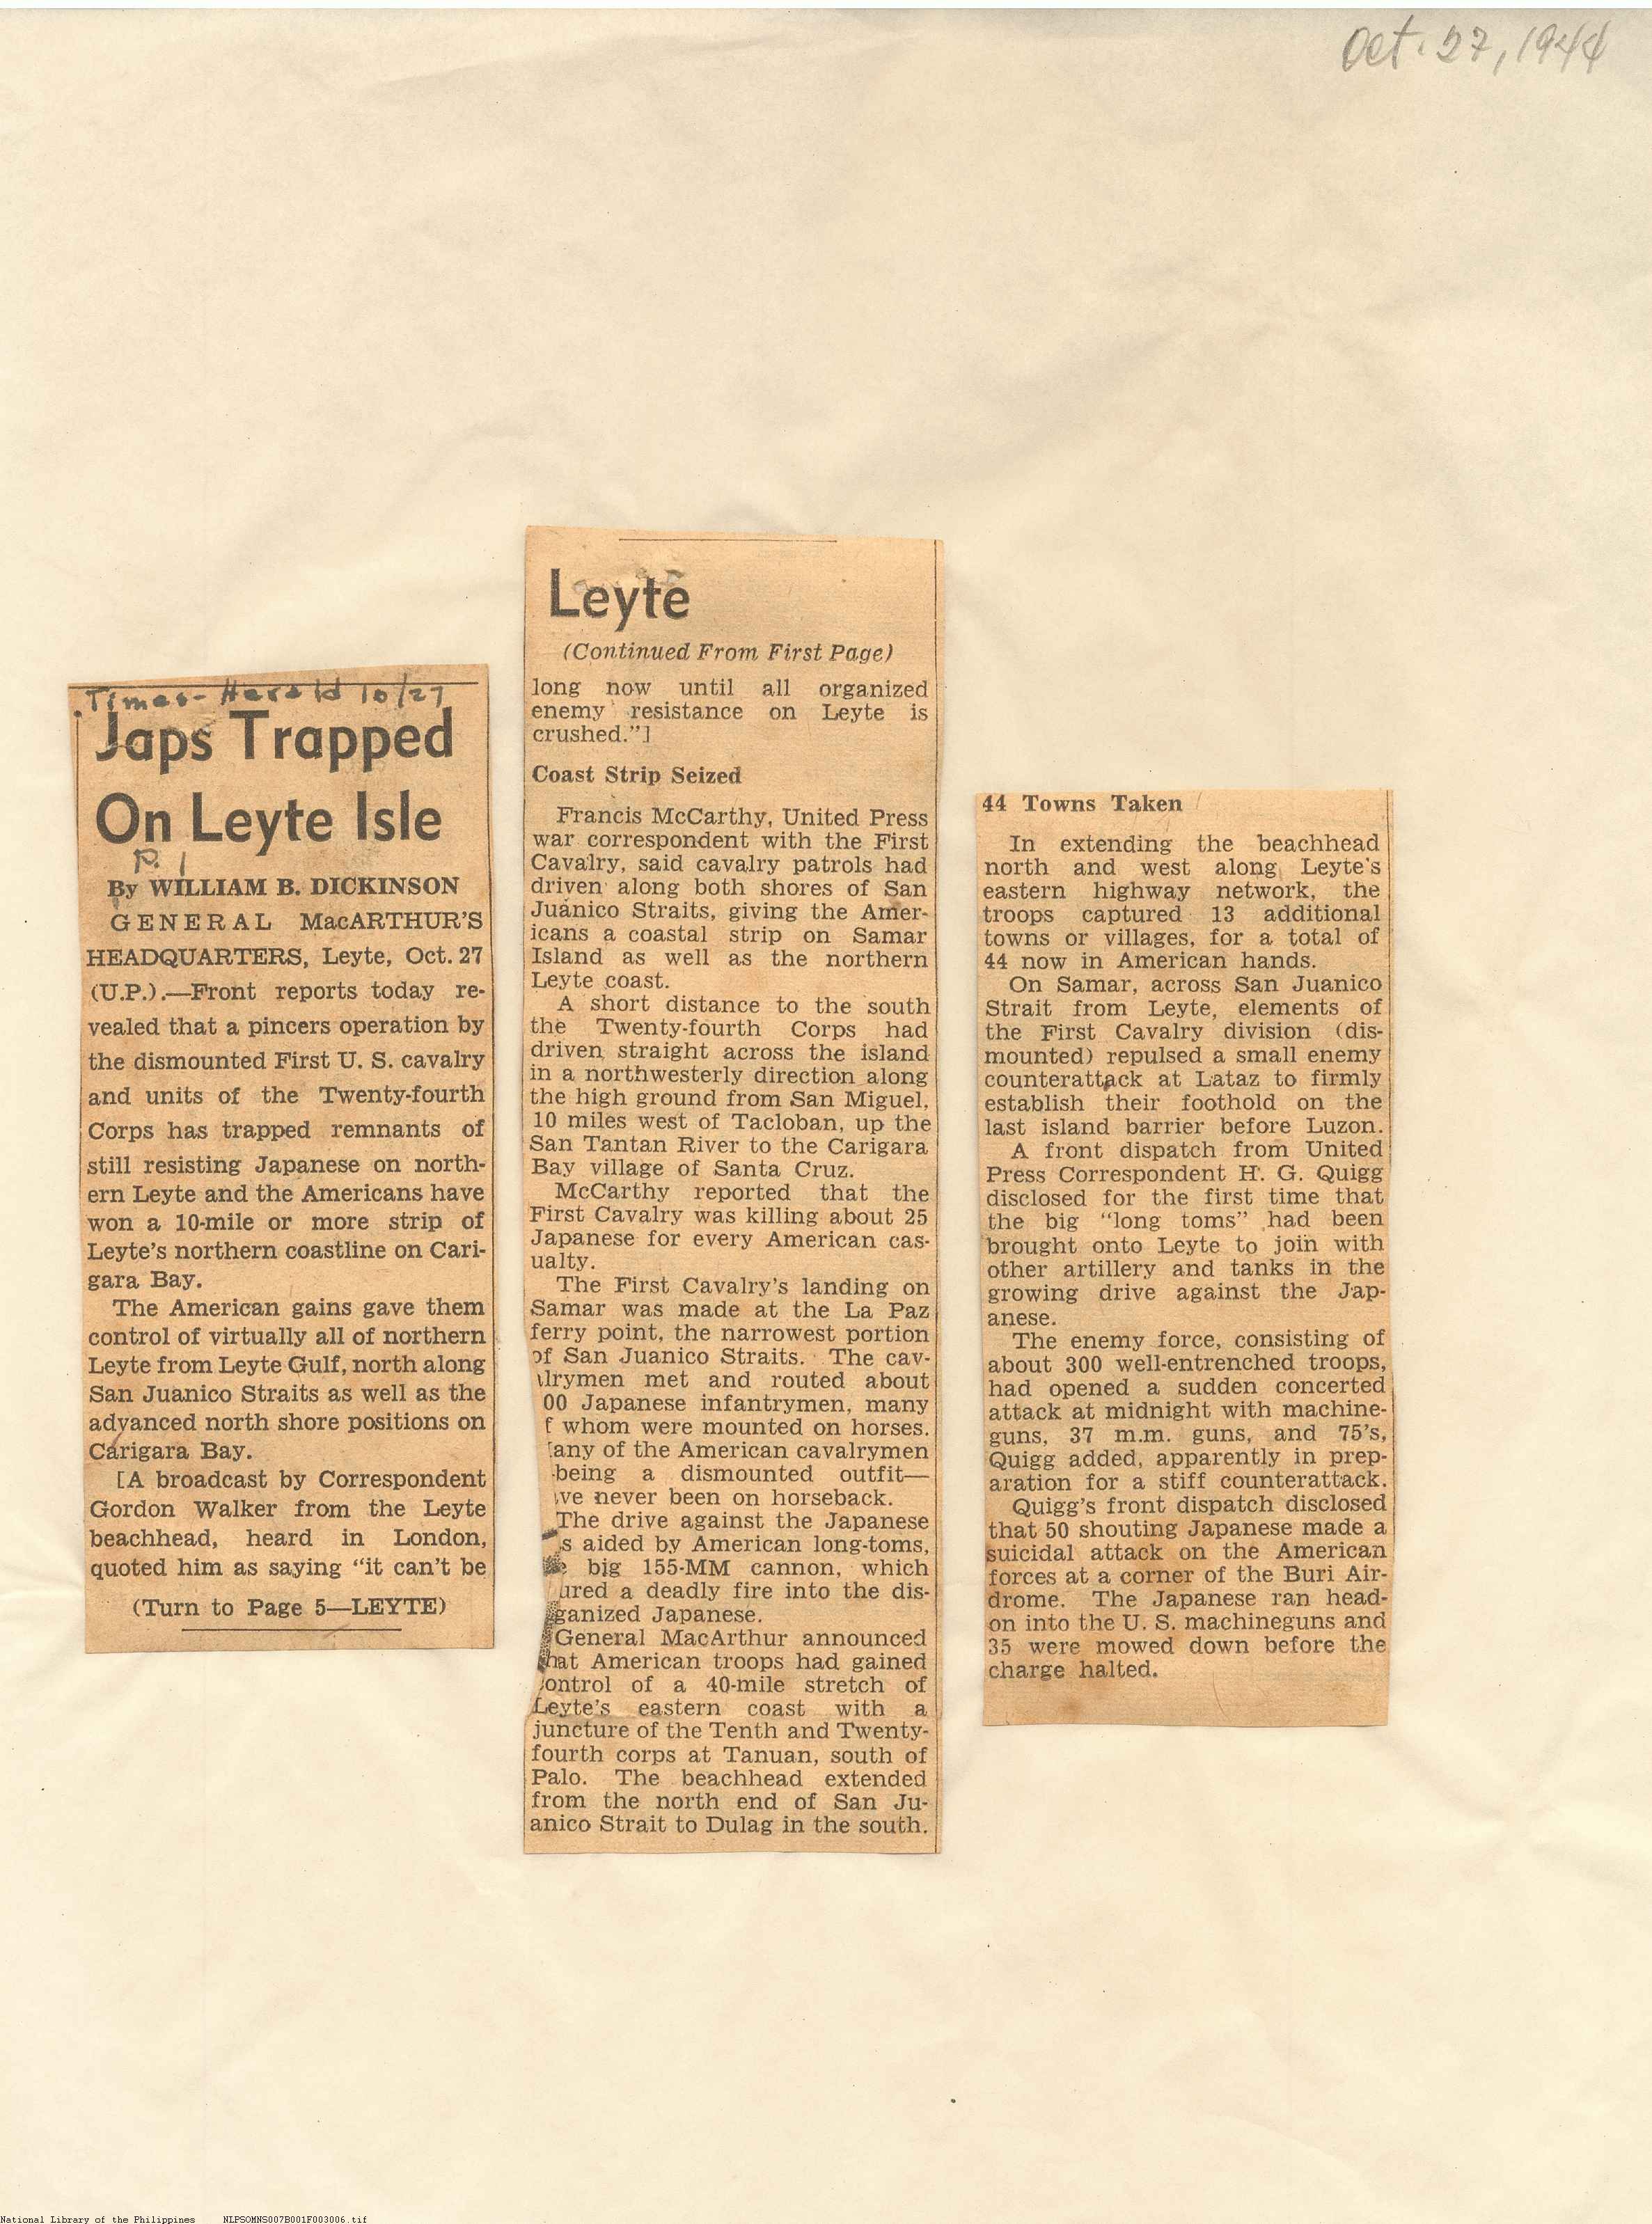 Oct. 27, 1944
Times-Herald 10/27
Japs Trapped
On Leyte Isle
P. 1
By WILLIAM B. DICKINSON
GENERAL MacARTHUR'S
HEADQUARTERS, Leyte, Oct. 27
(U.P.).—Front reports today re-
vealed that a pincers operation by
the dismounted First U. S. cavalry
and units of the Twenty-fourth
Corps has trapped remnants of
still resisting Japanese on north-
ern Leyte and the Americans have
won a 10-mile or more strip of
Leyte's northern coastline on Cari-
gara Bay.
The American gains gave them
control of virtually all of northern
Leyte from Leyte Gulf, north along
San Juanico Straits as well as the
advanced north shore positions on
Carigara Bay.
[A broadcast by Correspondent
Gordon Walker from the Leyte
beachhead, heard in London,
quoted him as saying "it can't be
(Turn to Page 5—LEYTE)
Leyte
(Continued From First Page)
long now until all organized
enemy resistance on Leyte is
crushed."]
Coast Strip Seized
Francis McCarthy, United Press
war correspondent with the First
Cavalry, said cavalry patrols had
driven along both shores of San
Juanico Straits, giving the Amer-
icans a coastal strip on Samar
Island as well as the northern
Leyte coast.
A short distance to the south
the Twenty-fourth Corps had
driven straight across the island
in a northwesterly direction along
the high ground from San Miguel,
10 miles west of Tacloban, up the
San Tantan River to the Carigara
Bay village of Santa Cruz.
McCarthy reported that the
First Cavalry was killing about 25
Japanese for every American cas-
ualty.
The First Cavalry's landing on
Samar was made at the La Paz
ferry point, the narrowest portion
of San Juanico Straits. The cav-
alrymen met and routed about
00 Japanese infantrymen, many
f whom were mounted on horses.
any of the American cavalrymen
being a dismounted outfit—
ve never been on horseback.
The drive against the Japanese
s aided by American long-toms,
big 155-MM cannon, which
ured a deadly fire into the dis-
ganized Japanese.
General MacArthur announced
hat American troops had gained
ontrol of a 40-mile stretch of
Leyte's eastern coast with a
juncture of the Tenth and Twenty-
fourth corps at Tanuan, south of
Palo. The beachhead extended
from the north end of San Ju-
anico Strait to Dulag in the south.
44 Towns Taken
In extending the beachhead
north and west along Leyte's
eastern highway network, the
troops captured 13 additional
towns or villages, for a total of
44 now in American hands.
On Samar, across San Juanico
Strait from Leyte, elements of
the First Cavalry division (dis-
mounted) repulsed a small enemy
counterattack at Lataz to firmly
establish their foothold on the
last island barrier before Luzon.
A front dispatch from United
Press Correspondent H. G. Quigg
disclosed for the first time that
the big "long toms" had been
brought onto Leyte to join with
other artillery and tanks in the
growing drive against the Jap-
anese.
The enemy force, consisting of
about 300 well-entrenched troops,
had opened a sudden concerted
attack at midnight with machine-
guns, 37 m.m. guns, and 75's,
Quigg added, apparently in prep-
aration for a stiff counterattack.
Quigg's front dispatch disclosed
that 50 shouting Japanese made a
suicidal attack on the American
forces at a corner of the Buri Air-
drome. The Japanese ran head-
on into the U. S. machineguns and
35 were mowed down before the
charge halted.
National Library of the Philippines NLPSOMNS007B001F003006.tif